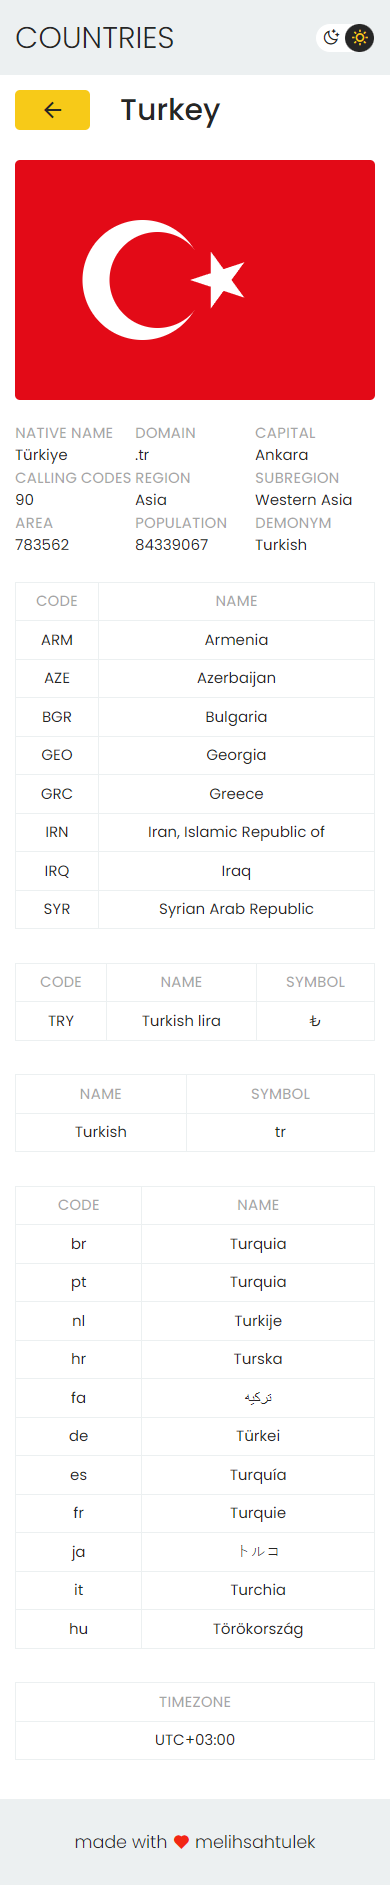 COUNTRIES
Turkey
NATIVE NAME DOMAIN CAPITAL
Türkiye .tr Ankara
CALLING CODES REGION SUBREGION
90 Asia Western Asia
AREA POPULATION DEMONYM
783562 84339067 Turkish
CODE NAME
ARM Armenia
AZE Azerbaijan
BGR Bulgaria
GEO Georgia
GRC Greece
IRN Iran, Islamic Republic of
IRQ Iraq
SYR Syrian Arab Republic
CODE NAME SYMBOL
TRY Turkish lira ₺
NAME SYMBOL
Turkish tr
CODE NAME
br Turquia
pt Turquia
nl Turkije
hr Turska
fa ترکیه
de Türkei
es Turquía
fr Turquie
ja トルコ
it Turchia
hu Törökország
TIMEZONE
UTC+03:00
made with ❤ melihsahtulek